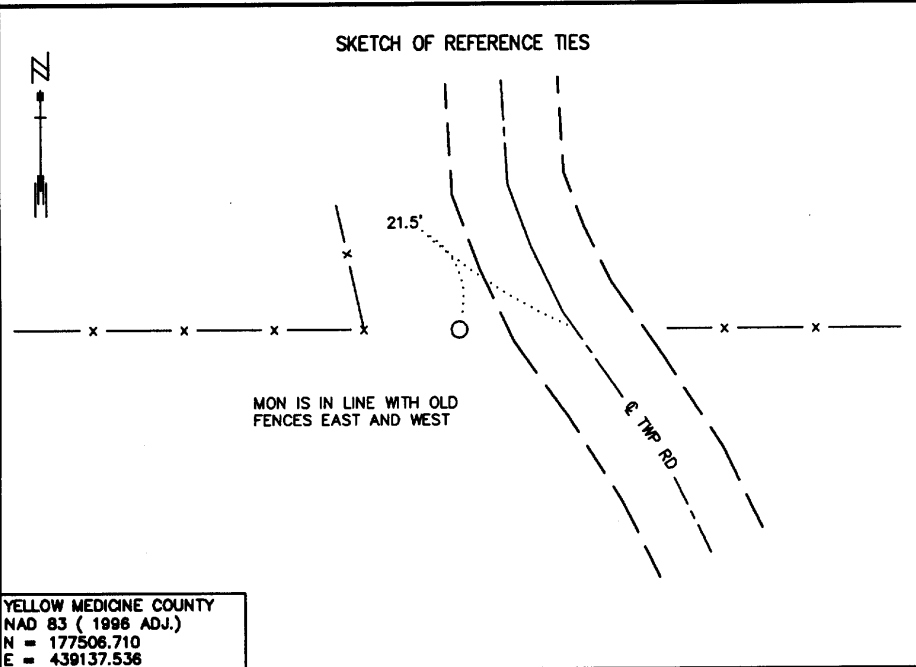 SKETCH OF REFERENCE TIES
N
21.5'
MON IS IN LINE WITH OLD
FENCES EAST AND WEST
℄ TWP RD
YELLOW MEDICINE COUNTY
NAD 83 ( 1996 ADJ.)
N = 177506.710
E = 439137.536